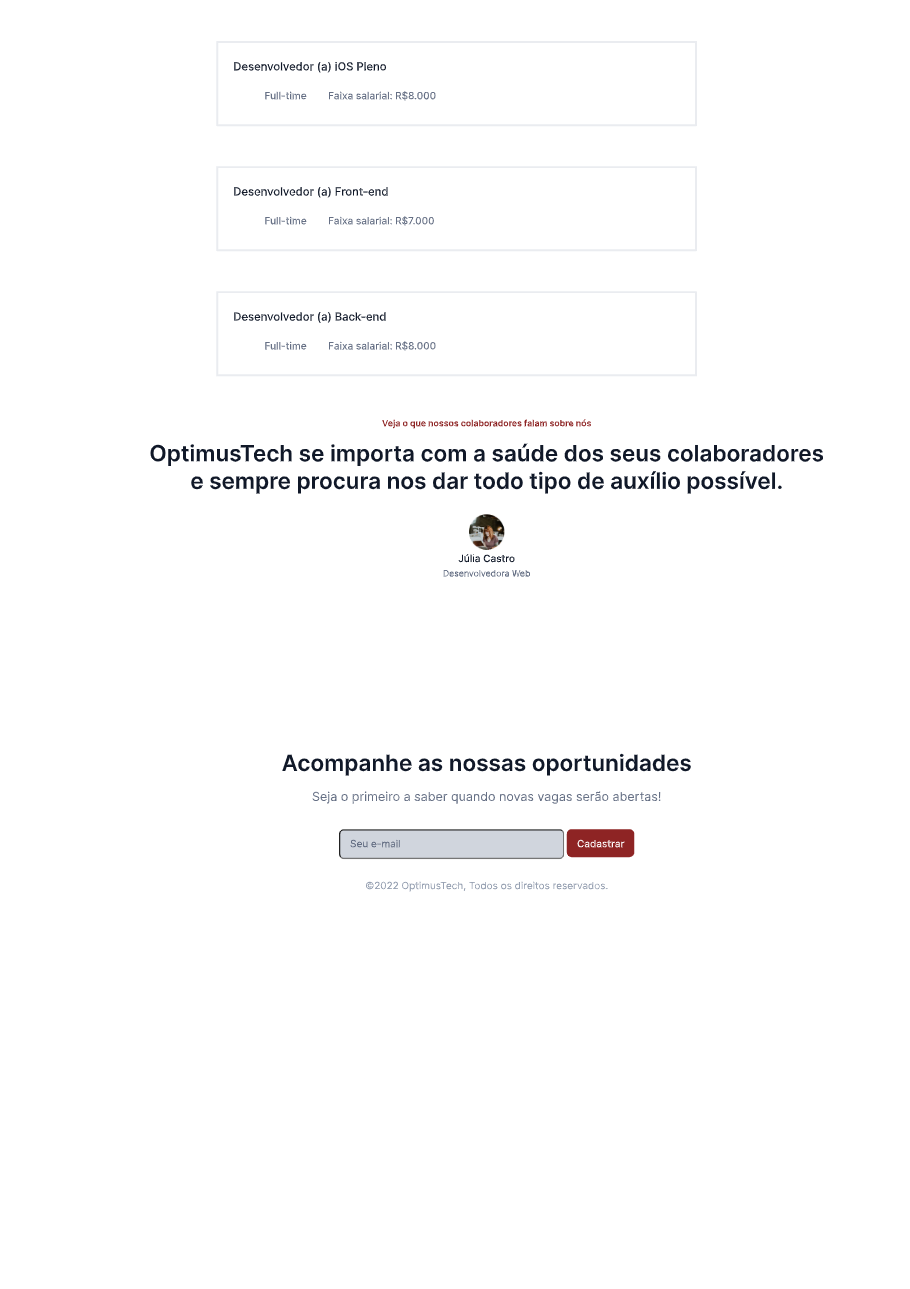 Desenvolvedor (a) iOS Pleno
Full-time Faixa salarial: R$8.000
Desenvolvedor (a) Front-end
Full-time Faixa salarial: R$7.000
Desenvolvedor (a) Back-end
Full-time Faixa salarial: R$8.000
Veja o que nossos colaboradores falam sobre nós
OptimusTech se importa com a saúde dos seus colaboradores
e sempre procura nos dar todo tipo de auxílio possível.
Júlia Castro
Desenvolvedora Web
Acompanhe as nossas oportunidades
Seja o primeiro a saber quando novas vagas serão abertas!
Seu e-mail Cadastrar
©2022 OptimusTech, Todos os direitos reservados.